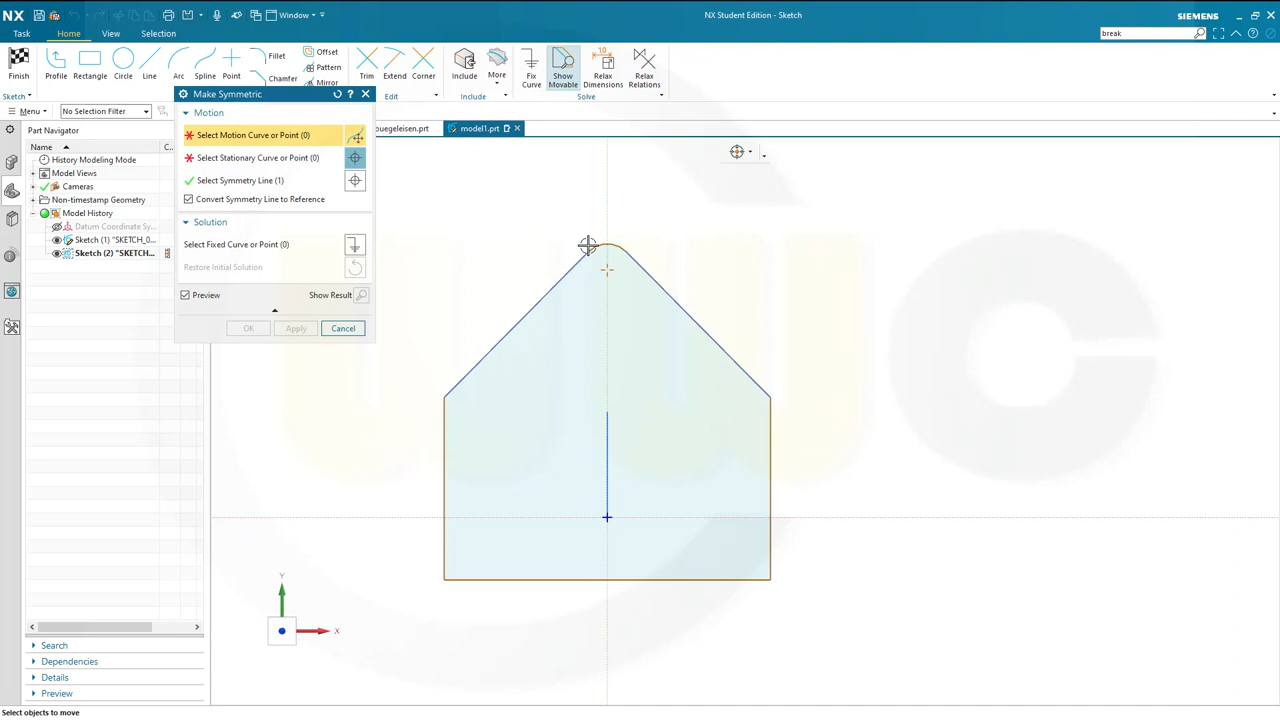 NX
Window
NX Student Edition - Sketch
SIEMENS
Task
Home
View
Selection
break
Finish
Profile
Rectangle
Circle
Line
Arc
Spline
Point
Fillet
Chamfer
Offset
Pattern
Mirror
Trim
Extend
Corner
Include
More
Fix
Curve
Show
Movable
10
Relax
Dimensions
Relax
Relations
Sketch
Edit
Include
Solve
Menu
No Selection Filter
Make Symmetric
Motion
Select Motion Curve or Point (0)
Select Stationary Curve or Point (0)
Select Symmetry Line (1)
Convert Symmetry Line to Reference
Solution
Select Fixed Curve or Point (0)
Restore Initial Solution
Preview
Show Result
OK
Apply
Cancel
Part Navigator
Name
C...
History Modeling Mode
Model Views
Cameras
Non-timestamp Geometry
Model History
Datum Coordinate Sy...
Sketch (1) "SKETCH_0...
Sketch (2) "SKETCH...
buegeleisen.prt
model1.prt
Y
X
Search
Dependencies
Details
Preview
Select objects to move